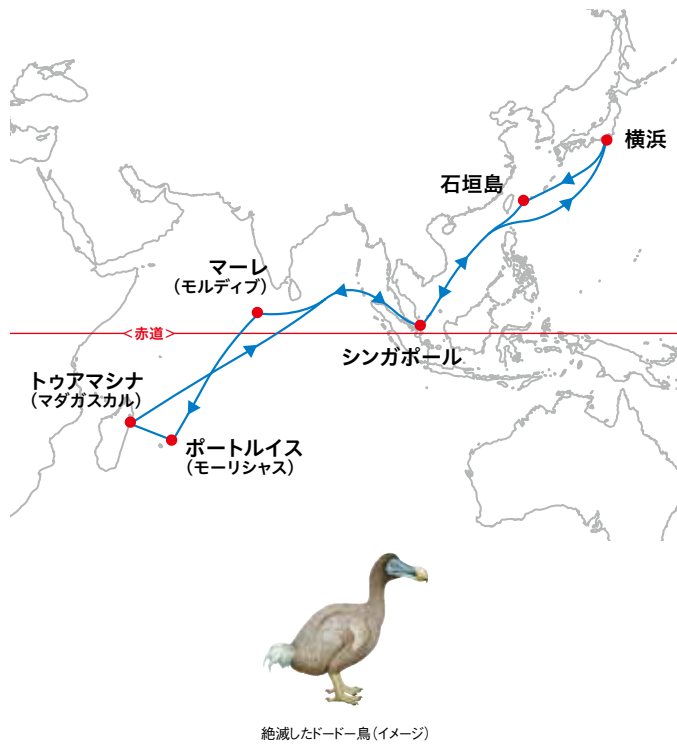 横浜
石垣島
マーレ
（モルディブ）
＜赤道＞
シンガポール
トゥアマシナ
（マダガスカル）
ポートルイス
（モーリシャス）
絶滅したドードー鳥（イメージ）